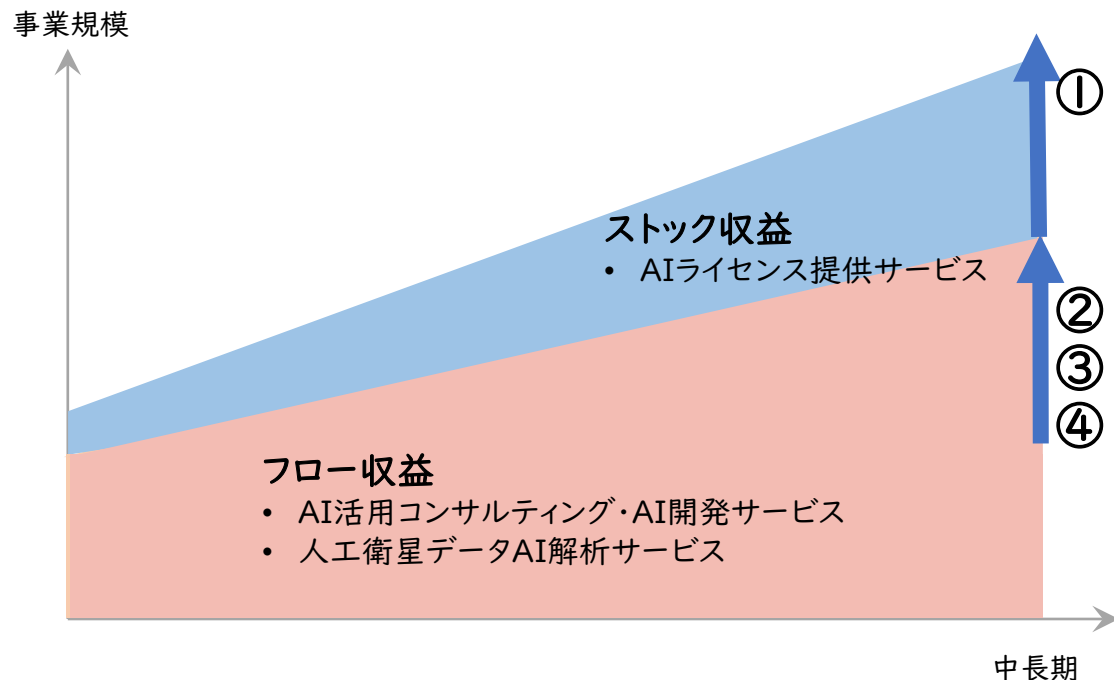 事業規模
①
ストック収益
• AIライセンス提供サービス
②
③
④
フロー収益
• AI活用コンサルティング・AI開発サービス
• 人工衛星データAI解析サービス
中長期